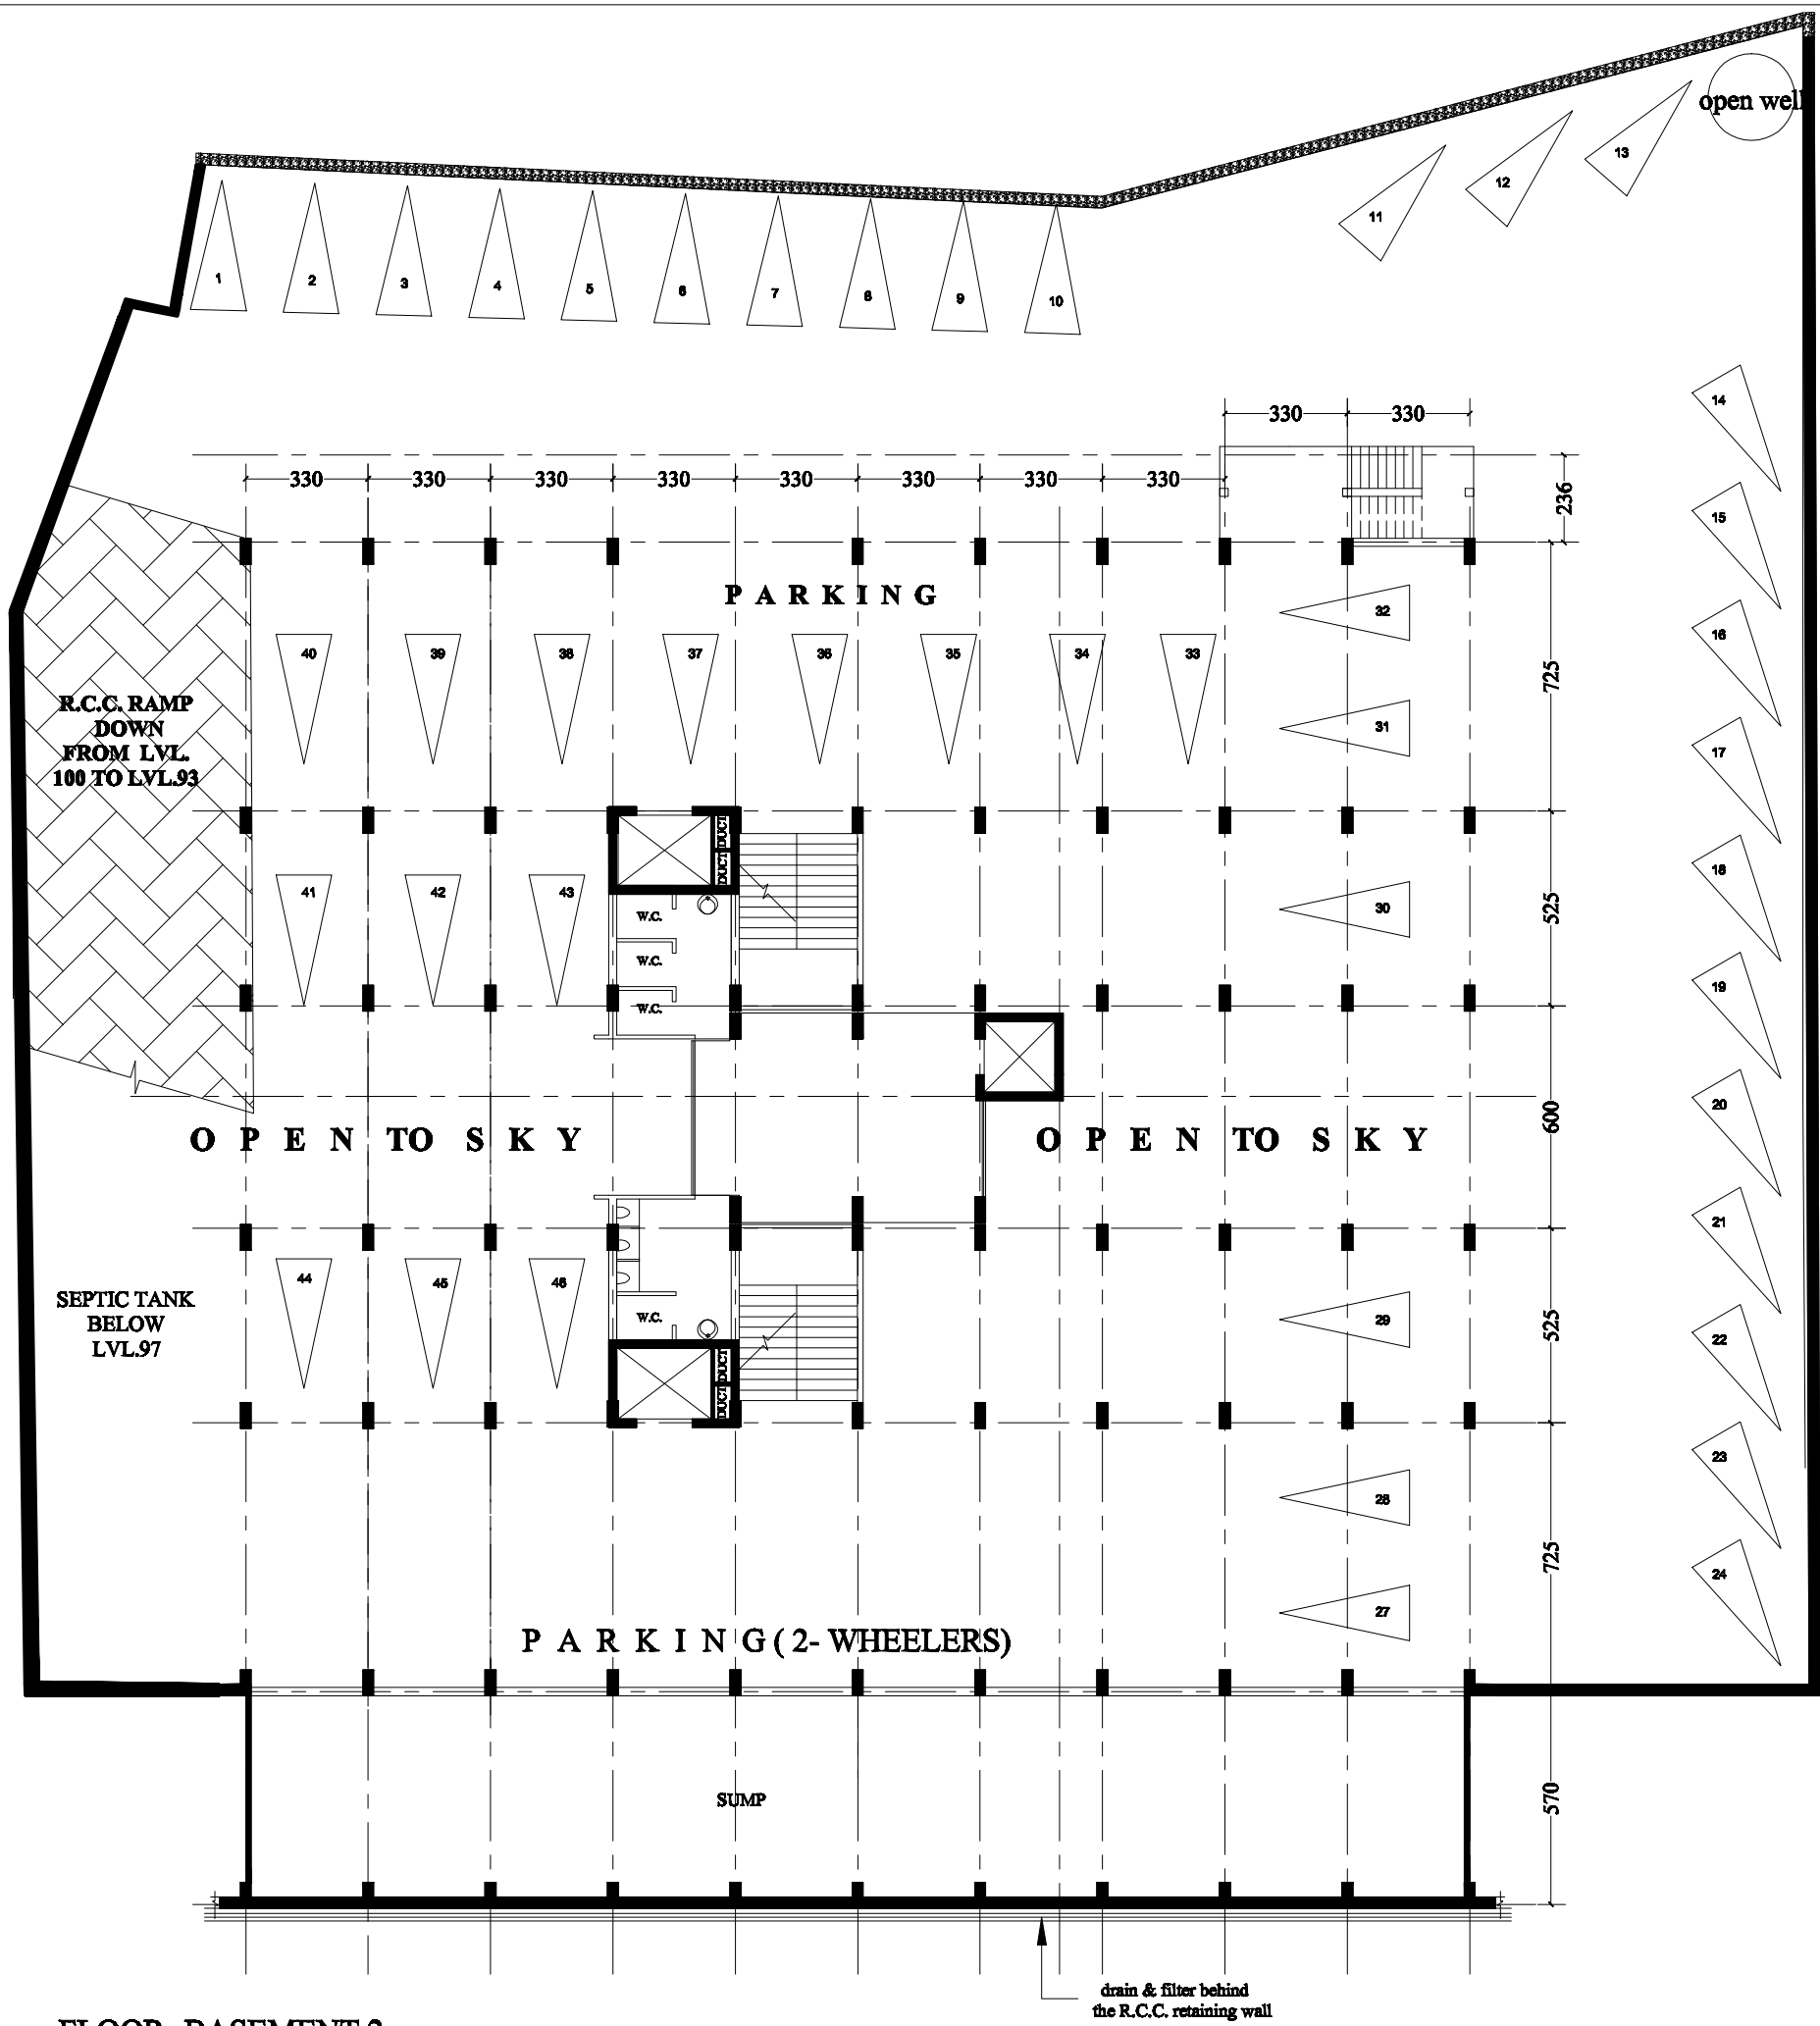 open well
13
12
11
1
2
3
4
5
6
7
8
9
10
14
330 330
330 330 330 330 330 330 330 330
236
15
PARKING
32
16
40 39 38 37 36 35 34 33
725
R.C.C. RAMP
DOWN
FROM LVL.
100 TO LVL.93
31
17
DUCT
DUCT
18
41 42 43
W.C.
30
525
W.C.
19
W.C.
20
600
OPEN TO SKY
OPEN TO SKY
21
44 45 46
SEPTIC TANK
BELOW
LVL.97
W.C.
29
525
22
DUCT
DUCT
23
28
725
24
27
PARKING ( 2- WHEELERS)
SUMP
570
drain & filter behind
the R.C.C. retaining wall